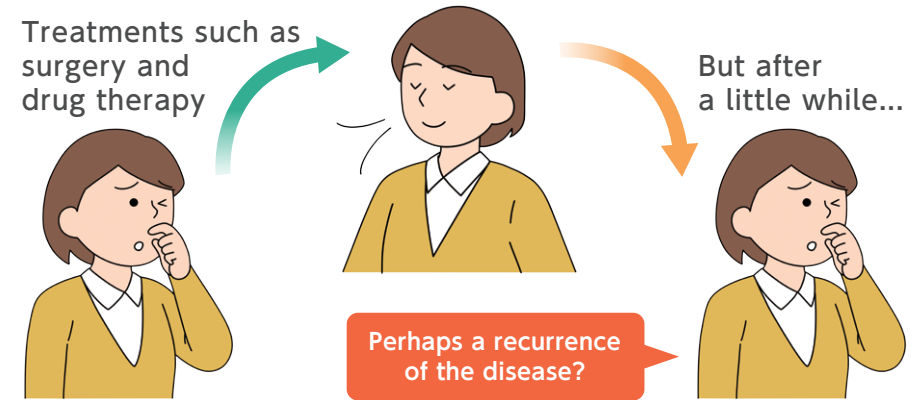 Treatments such as
surgery and
drug therapy
But after
a little while...
Perhaps a recurrence
of the disease?